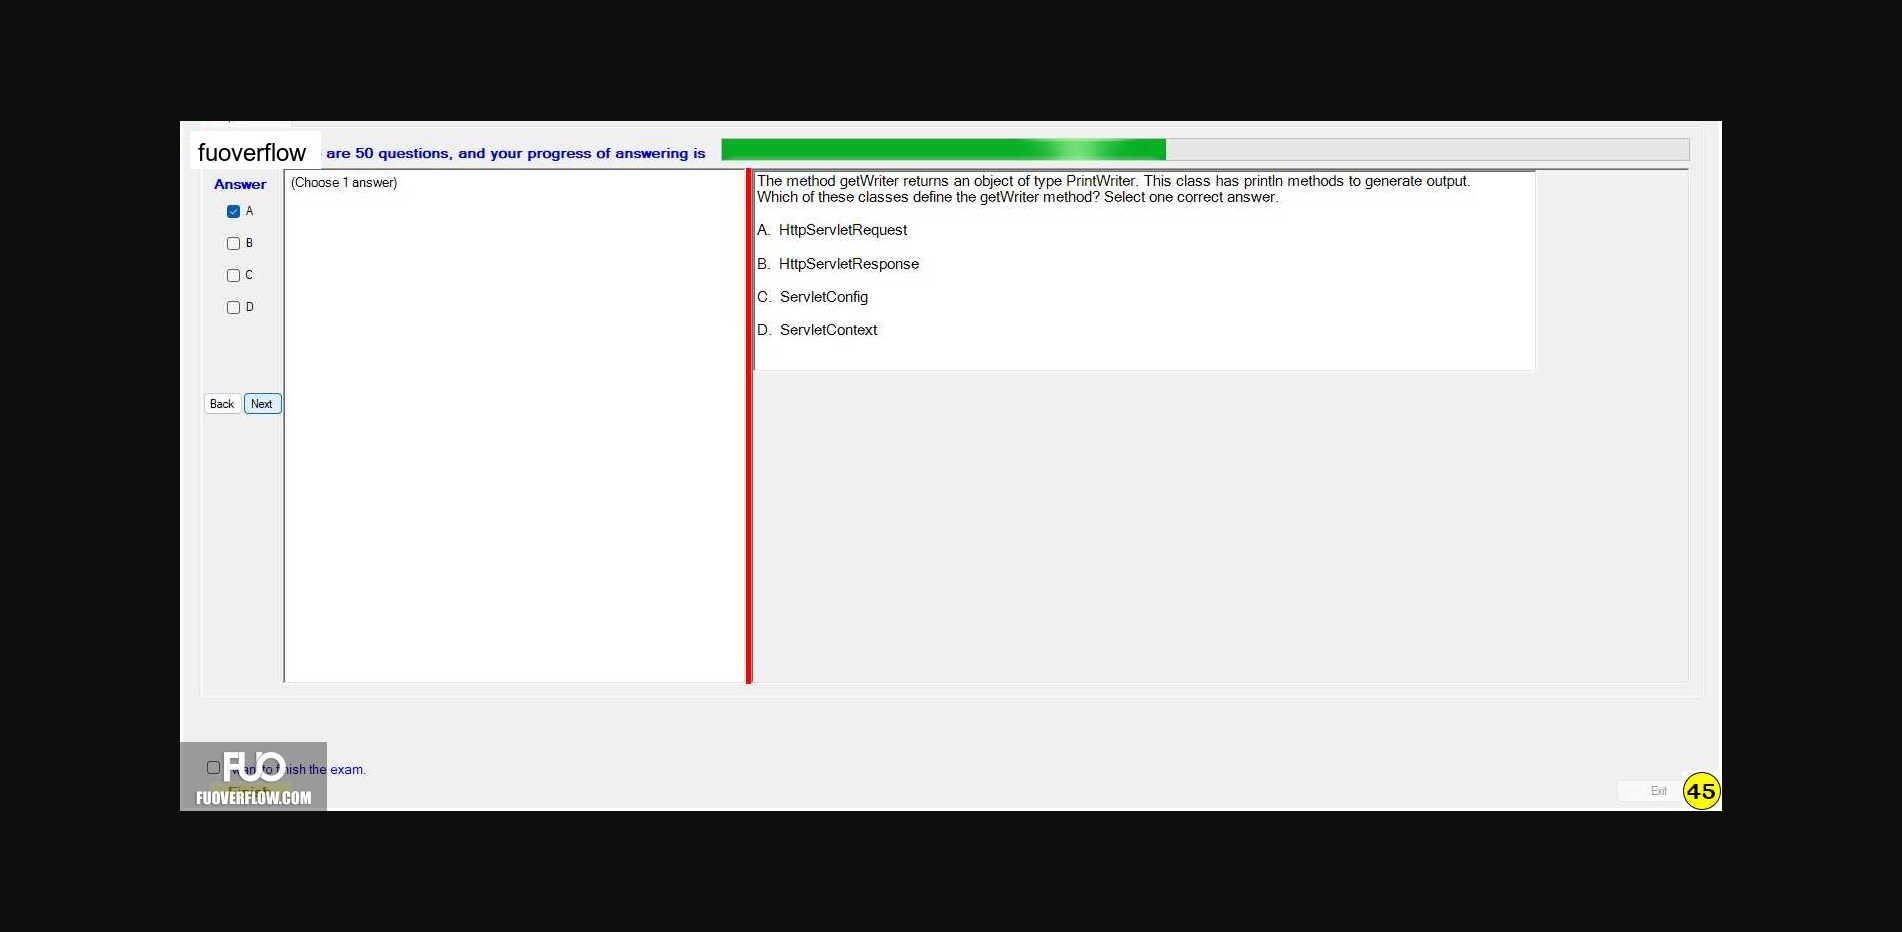 fuoverflow are 50 questions, and your progress of answering is
Answer
(Choose 1 answer)
A
B
C
D
Back Next
The method getWriter returns an object of type PrintWriter. This class has println methods to generate output.
Which of these classes define the getWriter method? Select one correct answer.
A. HttpServletRequest
B. HttpServletResponse
C. ServletConfig
D. ServletContext
want to finish the exam.
Finish
FUO
FUOVERFLOW.COM
Exit
45